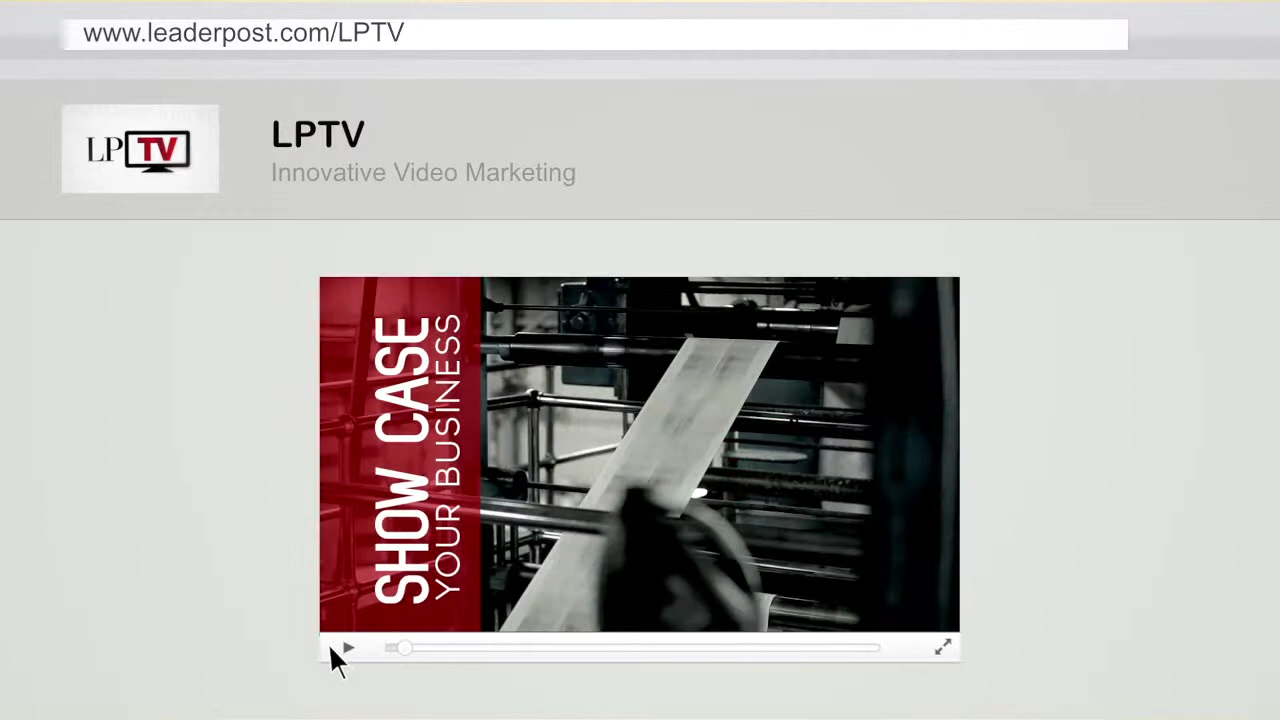 www.leaderpost.com/LPTV
LPTV
LPTV
Innovative Video Marketing
SHOW CASE
YOUR BUSINESS